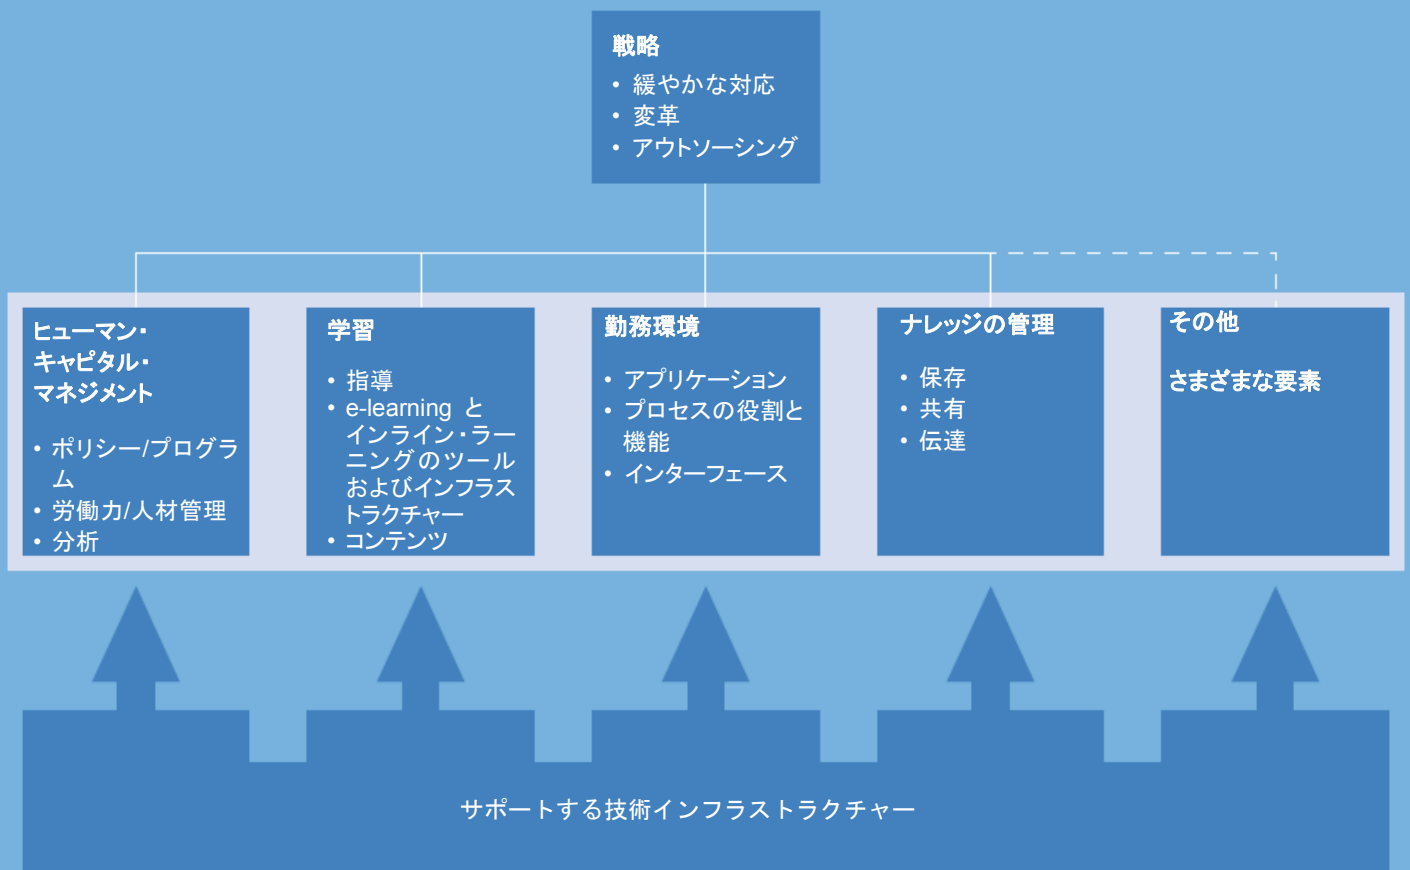 戦略
• 緩やかな対応
• 変革
• アウトソーシング
ヒューマン・
キャピタル・
マネジメント
• ポリシー/プログラ
ム
• 労働力/人材管理
• 分析
学習
• 指導
• e-learning と
インライン・ラー
ニングのツール
およびインフラス
トラクチャー
• コンテンツ
勤務環境
• アプリケーション
• プロセスの役割と
機能
• インターフェース
ナレッジの管理
• 保存
• 共有
• 伝達
その他
さまざまな要素
サポートする技術インフラストラクチャー